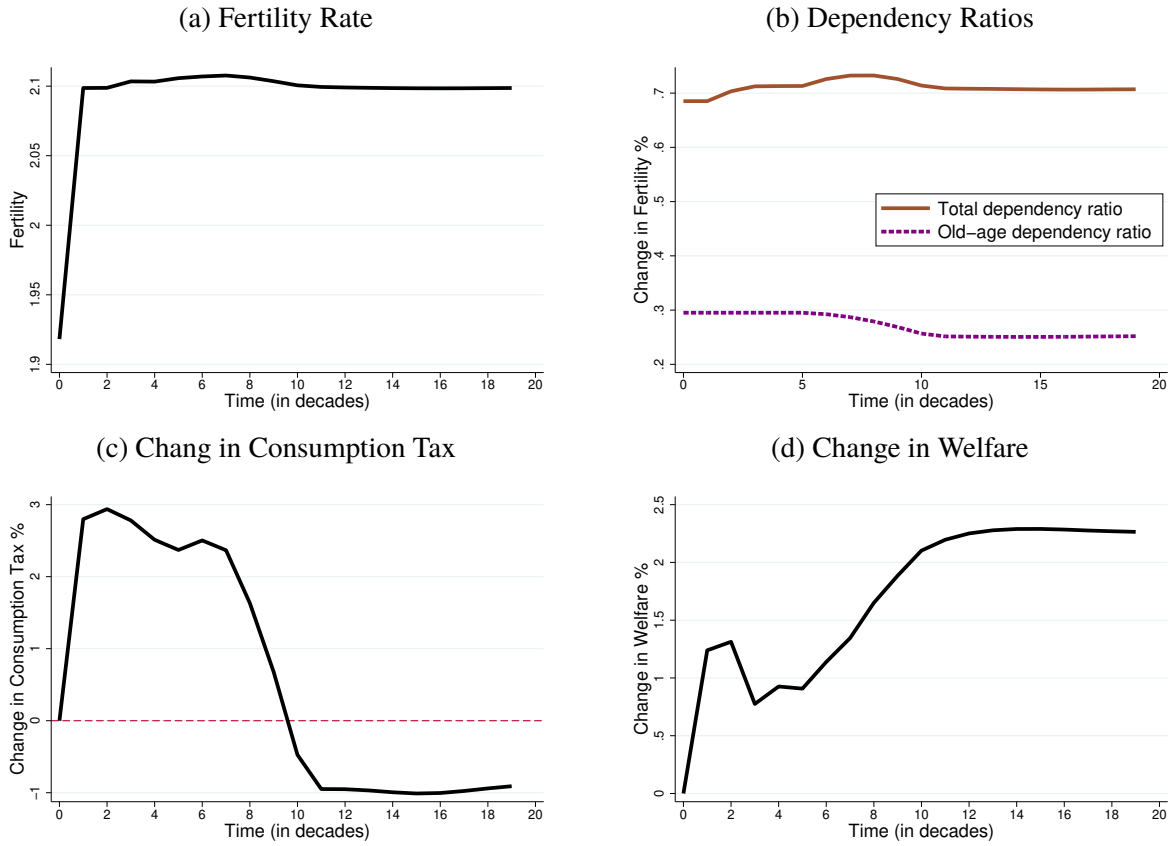 (a) Fertility Rate
Fertility
1.9
1.95
2
2.05
2.1
0 2 4 6 8 10 12 14 16 18 20
Time (in decades)
(b) Dependency Ratios
Change in Fertility %
.2
.3
.4
.5
.6
.7
Total dependency ratio
Old-age dependency ratio
0 5 10 15 20
Time (in decades)
(c) Chang in Consumption Tax
Change in Consumption Tax %
-1
0
1
2
3
0 2 4 6 8 10 12 14 16 18 20
Time (in decades)
(d) Change in Welfare
Change in Welfare %
0
.5
1
1.5
2
2.5
0 2 4 6 8 10 12 14 16 18 20
Time (in decades)